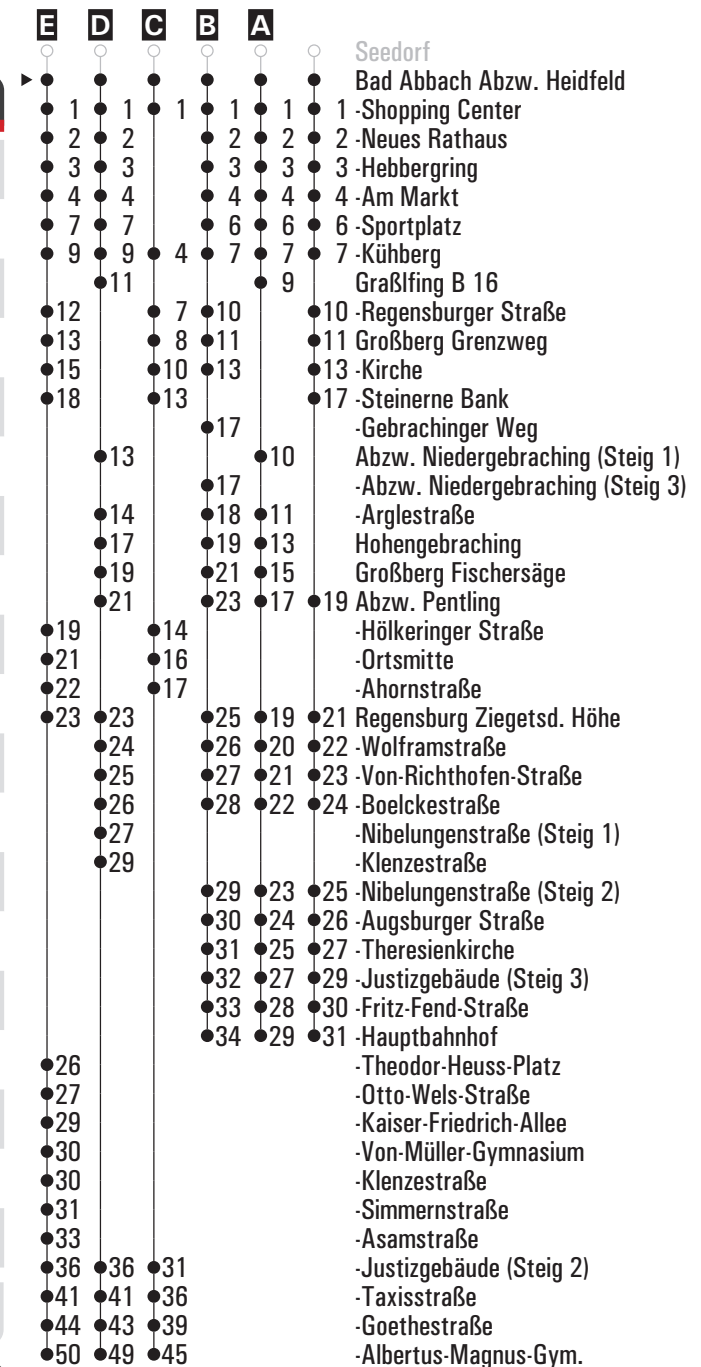 E D C B A
Seedorf
Bad Abbach Abzw. Heidfeld
1 1 1 1 1 1 -Shopping Center
2 2 2 2 2 -Neues Rathaus
3 3 3 3 3 -Hebbergring
4 4 4 4 4 -Am Markt
7 7 6 6 6 -Sportplatz
9 9 4 7 7 7 -Kühberg
11 9 Graßlfing B 16
12 7 10 10 -Regensburger Straße
13 8 11 11 Großberg Grenzweg
15 10 13 13 -Kirche
18 13 17 -Steinerne Bank
17 -Gebrachinger Weg
13 10 Abzw. Niedergebraching (Steig 1)
17 -Abzw. Niedergebraching (Steig 3)
14 18 11 -Arglestraße
17 19 13 Hohengebraching
19 21 15 Großberg Fischersäge
21 23 17 19 Abzw. Pentling
19 14 -Hölkeringer Straße
21 16 -Ortsmitte
22 17 -Ahornstraße
23 23 25 19 21 Regensburg Ziegetsd. Höhe
24 26 20 22 -Wolframstraße
25 27 21 23 -Von-Richthofen-Straße
26 28 22 24 -Boelckestraße
27 -Nibelungenstraße (Steig 1)
29 -Klenzestraße
29 23 25 -Nibelungenstraße (Steig 2)
30 24 26 -Augsburger Straße
31 25 27 -Theresienkirche
32 27 29 -Justizgebäude (Steig 3)
33 28 30 -Fritz-Fend-Straße
34 29 31 -Hauptbahnhof
26 -Theodor-Heuss-Platz
27 -Otto-Wels-Straße
29 -Kaiser-Friedrich-Allee
30 -Von-Müller-Gymnasium
30 -Klenzestraße
31 -Simmernstraße
33 -Asamstraße
36 36 31 -Justizgebäude (Steig 2)
41 41 36 -Taxisstraße
44 43 39 -Goethestraße
50 49 45 -Albertus-Magnus-Gym.